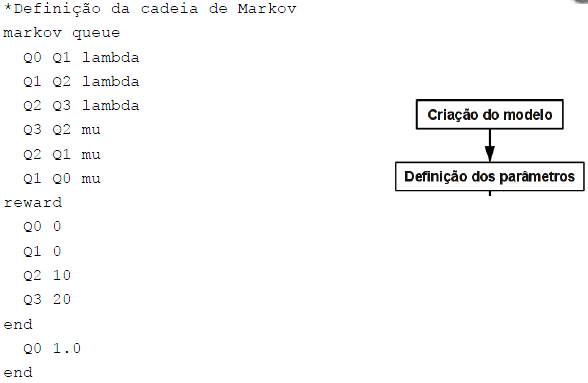 *Definição da cadeia de Markov
markov queue
Q0 Q1 lambda
Q1 Q2 lambda
Q2 Q3 lambda
Q3 Q2 mu
Q2 Q1 mu
Q1 Q0 mu
reward
Q0 0
Q1 0
Q2 10
Q3 20
end
Q0 1.0
end
Criação do modelo
Definição dos parâmetros